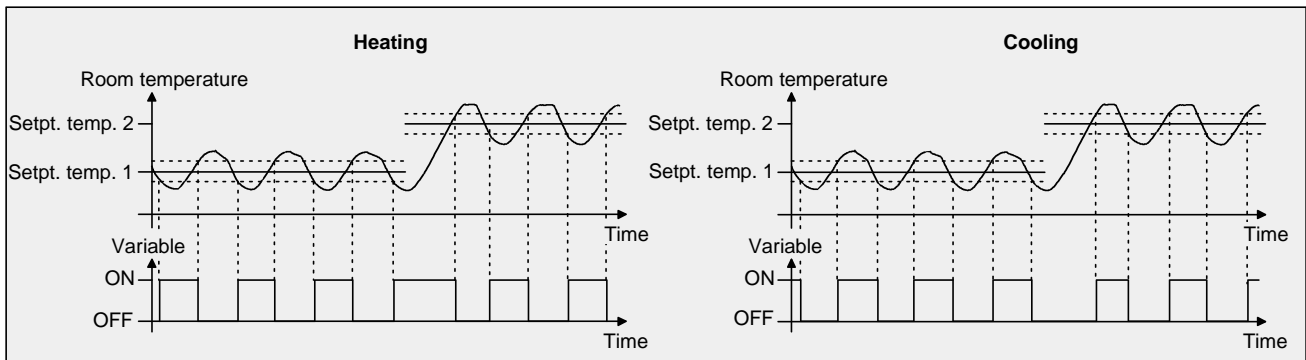 Heating
Room temperature
Setpt. temp. 2
Setpt. temp. 1
Time
Variable
ON
OFF
Time
Cooling
Room temperature
Setpt. temp. 2
Setpt. temp. 1
Time
Variable
ON
OFF
Time